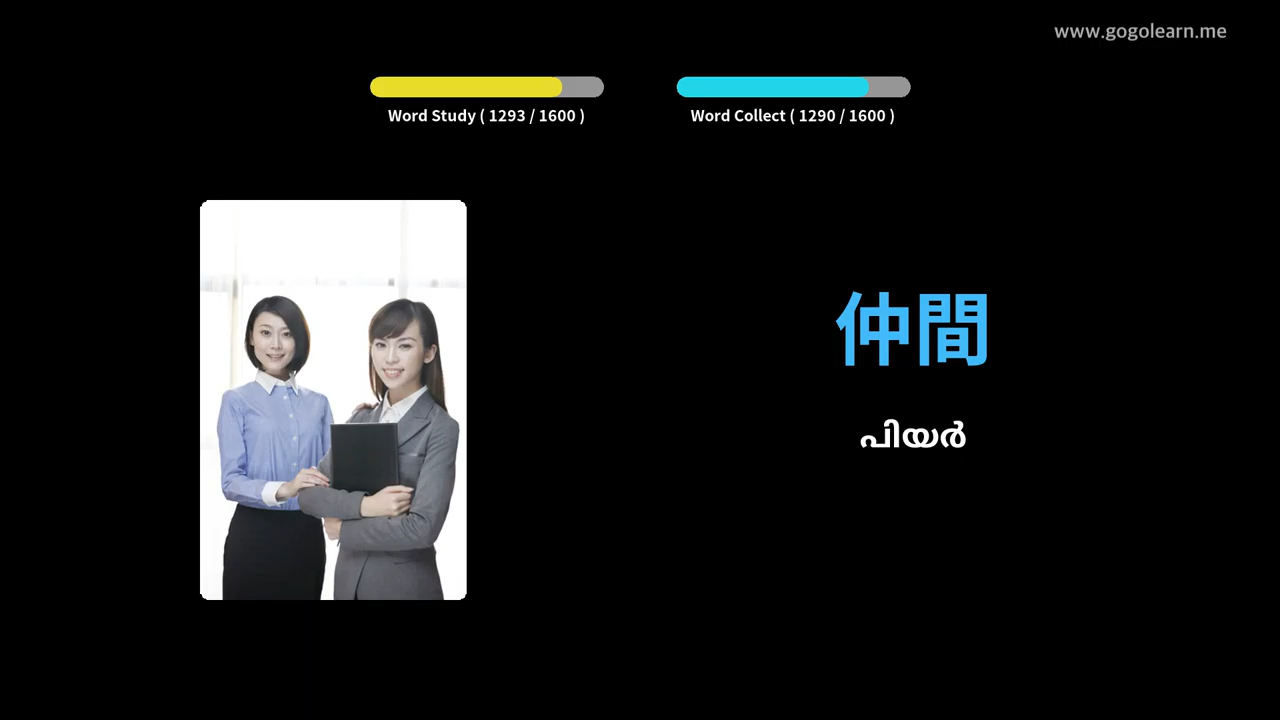 www.gogolearn.me
Word Study ( 1293 / 1600 )
Word Collect ( 1290 / 1600 )
仲間
പിയർ